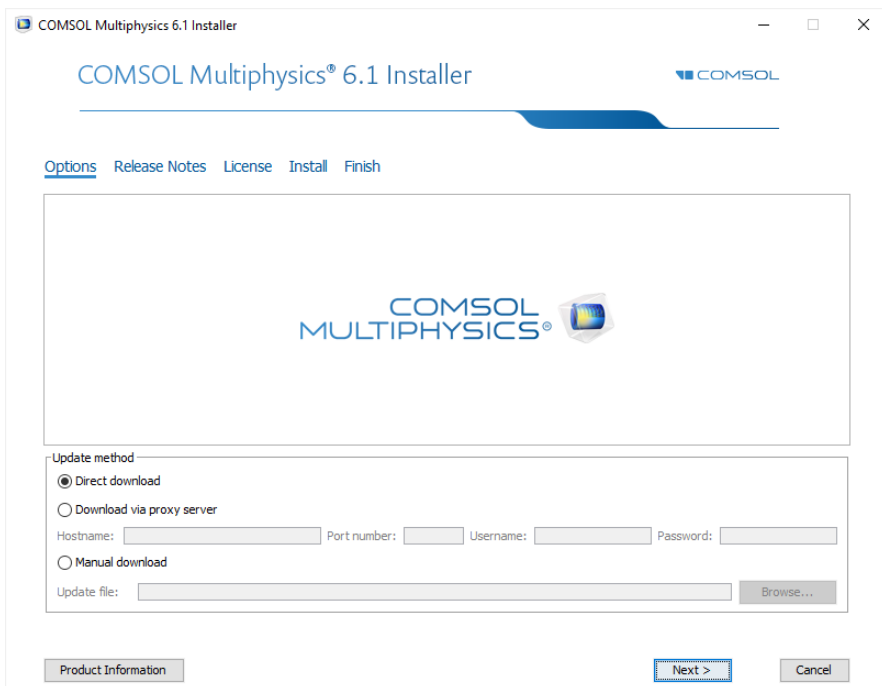 COMSOL Multiphysics 6.1 Installer
COMSOL Multiphysics® 6.1 Installer
COMSOL
Options Release Notes License Install Finish
COMSOL
MULTIPHYSICS®
Update method
Direct download
Download via proxy server
Hostname: Port number: Username: Password:
Manual download
Update file: Browse...
Product Information Next > Cancel